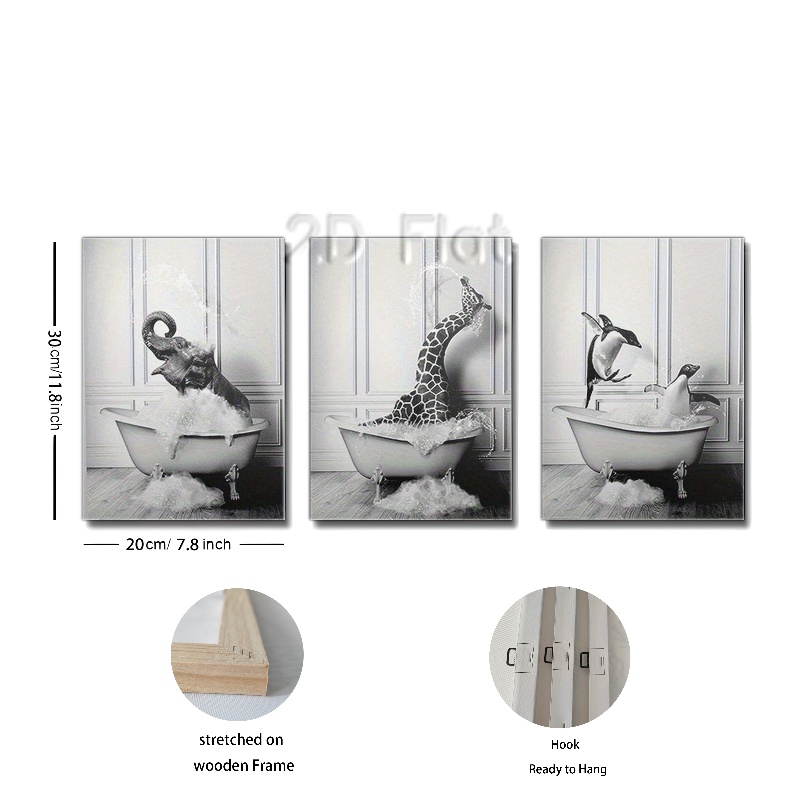 2D Flat
30cm/11.8inch
20cm/ 7.8 inch
stretched on
wooden Frame
Hook
Ready to Hang